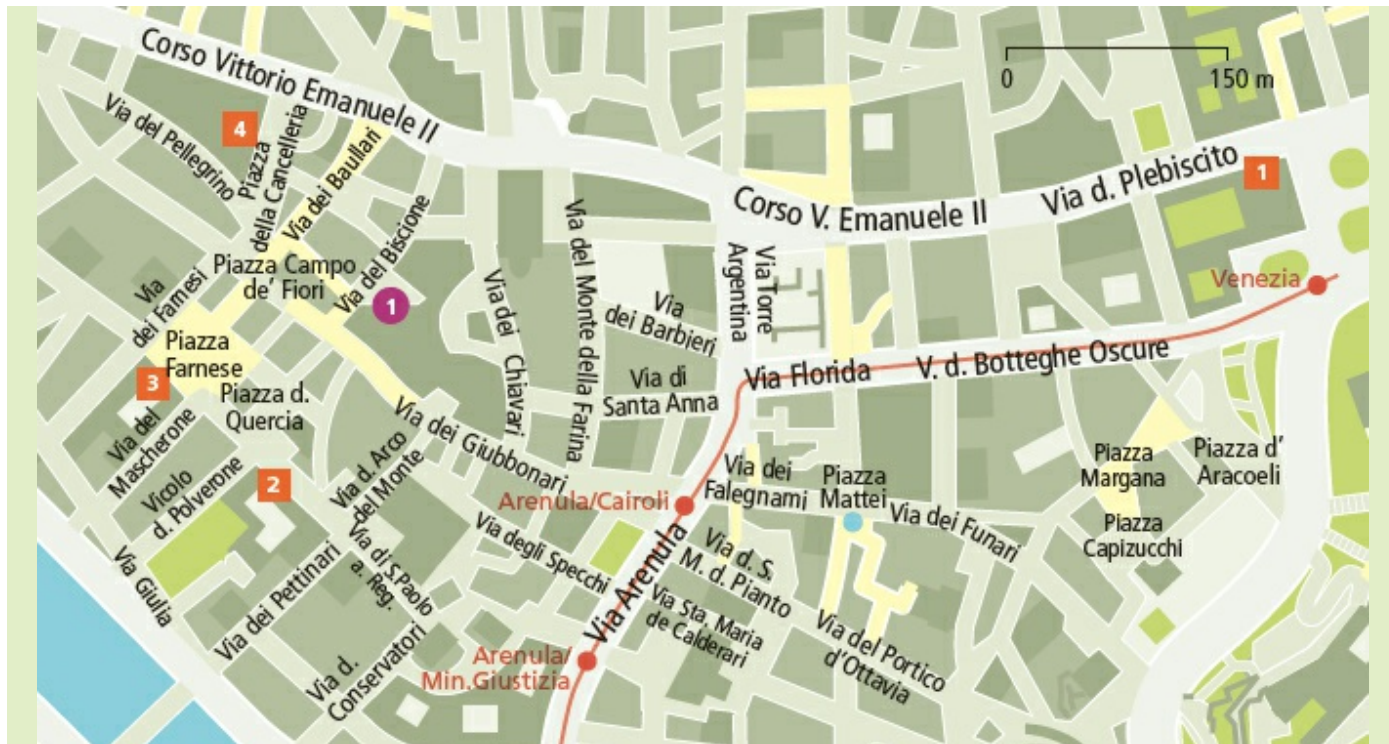 Corso Vittorio Emanuele II
0
150 m
Via del Pellegrino
4
Piazza
della Cancelleria
Via dei Baullari
Via del Biscione
Via d. Plebiscito
1
Corso V. Emanuele II
Via
dei Farnesi
Piazza Campo
de' Fiori
1
Via dei
Chiavari
Via del Monte della Farina
Via
dei Barbieri
Via Torre
Argentina
Venezia
Piazza
Farnese
3
Piazza d.
Quercia
Via di
Santa Anna
Via Florida
V. d. Botteghe Oscure
Via del
Mascherone
Vicolo
d. Polverone
2
Via d. Arco
del Monte
Via dei Giubbonari
Arenula/Cairoli
Via dei
Falegnami
Piazza
Mattei
Via dei Funari
Piazza
Margana
Piazza d'
Aracoeli
Piazza
Capizucchi
Via Giulia
Via dei Pettinari
Via di S.Paolo
a. Reg.
Via degli Specchi
Via Arenula
Via d. S.
M. d. Pianto
Via Sta. Maria
de Calderari
Via del Portico
d'Ottavia
Via d.
Conservatori
Arenula/
Min.Giustizia